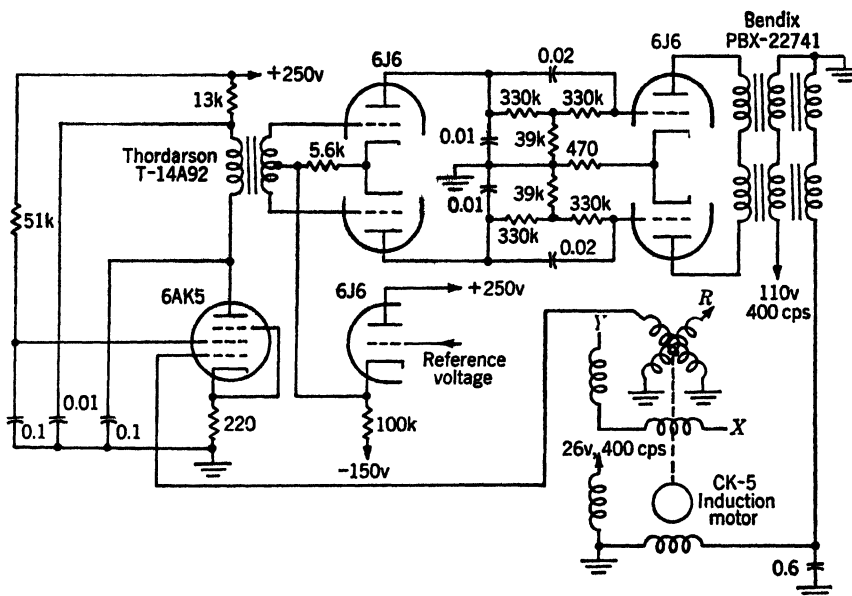 Bendix
PBX-22741
6J6
0.02
6J6
+250v
13k
330k
330k
Thordarson
T-14A92
5.6k
0.01
39k
470
39k
0.01
330k
330k
0.02
51k
6AK5
6J6
+250v
110v
400 cps
Reference
voltage
R
Y
X
0.01
0.1
0.1
220
100k
-150v
26v, 400 cps
CK-5
Induction
motor
0.6